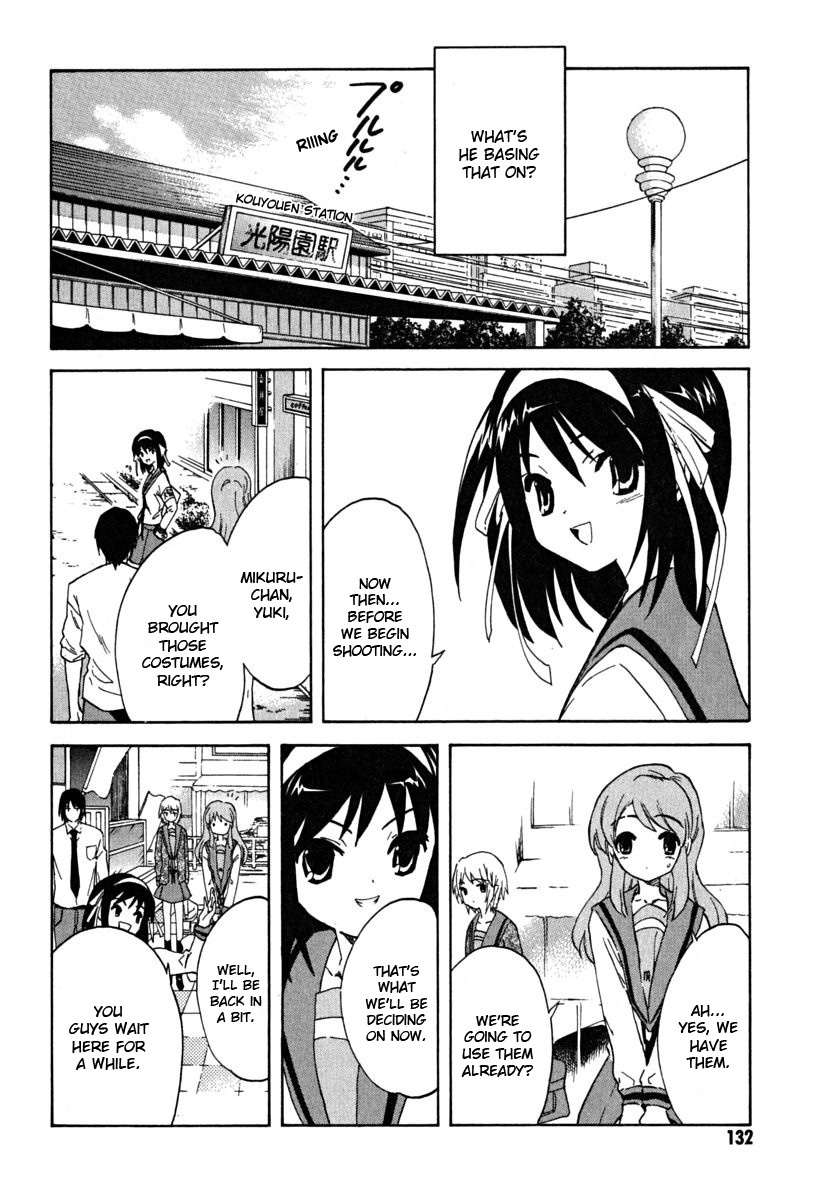 WHAT'S
HE BASING
THAT ON?
プルルル…
RIIING
KOUYOUEN STATION
光陽園駅
NOW
THEN...
BEFORE
WE BEGIN
SHOOTING...
MIKURU-
CHAN,
YUKI,
YOU
BROUGHT
THOSE
COSTUMES,
RIGHT?
AH...
YES, WE
HAVE
THEM.
WE'RE
GOING TO
USE THEM
ALREADY?
THAT'S
WHAT
WE'LL BE
DECIDING
ON NOW.
WELL,
I'LL BE
BACK IN
A BIT.
YOU
GUYS WAIT
HERE FOR
A WHILE.
132